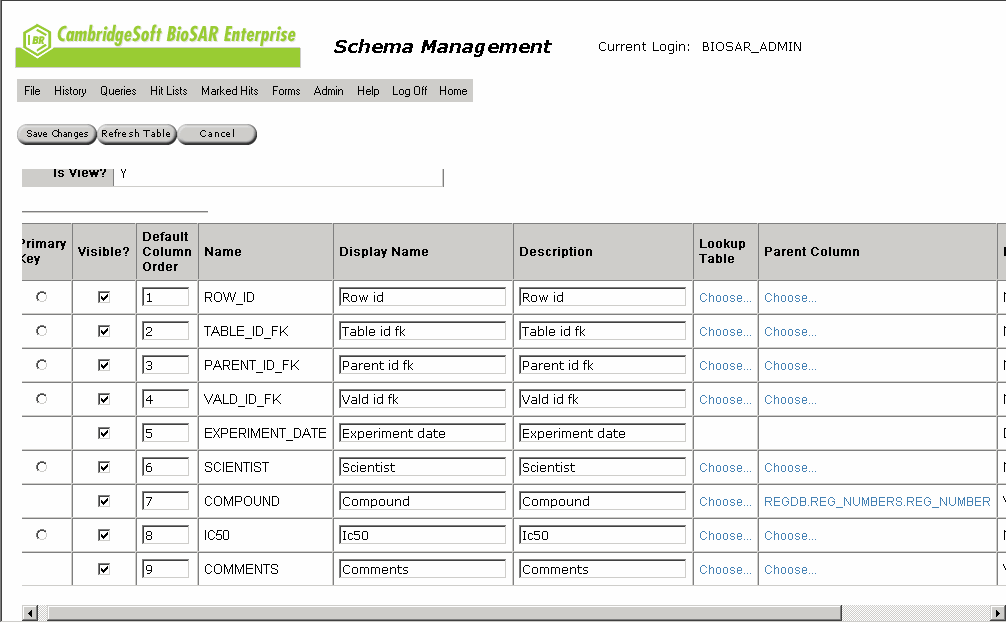 BR CambridgeSoft BioSAR Enterprise
Schema Management
Current Login: BIOSAR_ADMIN
File History Queries Hit Lists Marked Hits Forms Admin Help Log Off Home
Save Changes Refresh Table Cancel
Is View? Y
Primary Key Visible? Default Column Order Name Display Name Description Lookup Table Parent Column
1 ROW_ID Row id Row id Choose... Choose...
2 TABLE_ID_FK Table id fk Table id fk Choose... Choose...
3 PARENT_ID_FK Parent id fk Parent id fk Choose... Choose...
4 VALD_ID_FK Vald id fk Vald id fk Choose... Choose...
5 EXPERIMENT_DATE Experiment date Experiment date
6 SCIENTIST Scientist Scientist Choose... Choose...
7 COMPOUND Compound Compound Choose... REGDB.REG_NUMBERS.REG_NUMBER
8 IC50 Ic50 Ic50 Choose... Choose...
9 COMMENTS Comments Comments Choose... Choose...